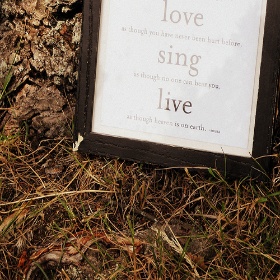 love
as though you have never been hurt before.
sing
as though no one can hear you.
live
as though heaven is on earth.